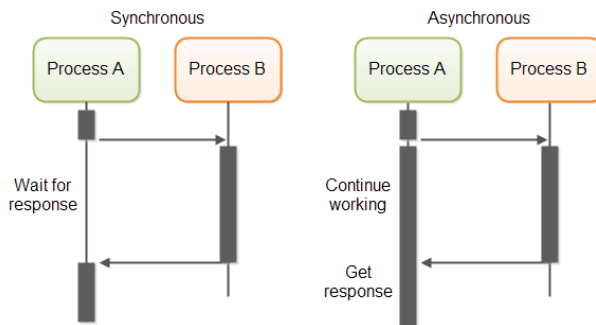 Synchronous
Asynchronous
Process A
Process B
Process A
Process B
Wait for
response
Continue
working
Get
response